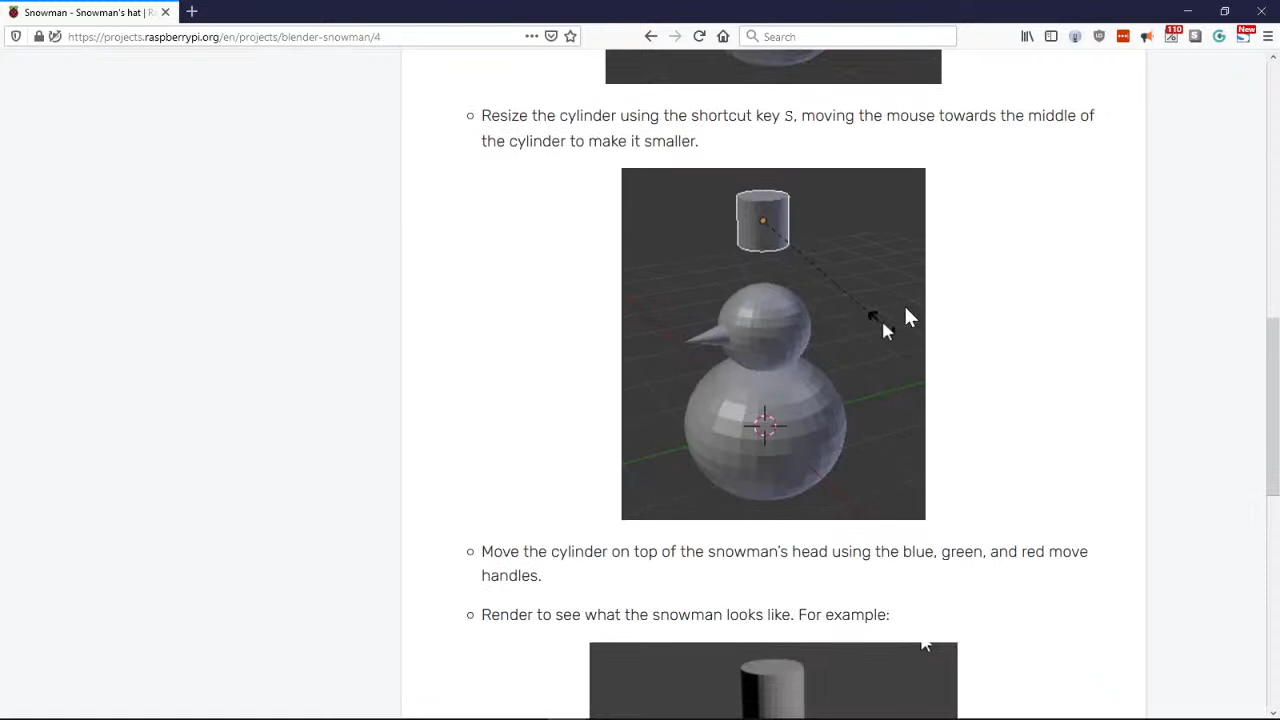 Snowman - Snowman's hat | R
https://projects.raspberrypi.org/en/projects/blender-snowman/4
Search
110
New
Resize the cylinder using the shortcut key S, moving the mouse towards the middle of
the cylinder to make it smaller.
Move the cylinder on top of the snowman's head using the blue, green, and red move
handles.
Render to see what the snowman looks like. For example: